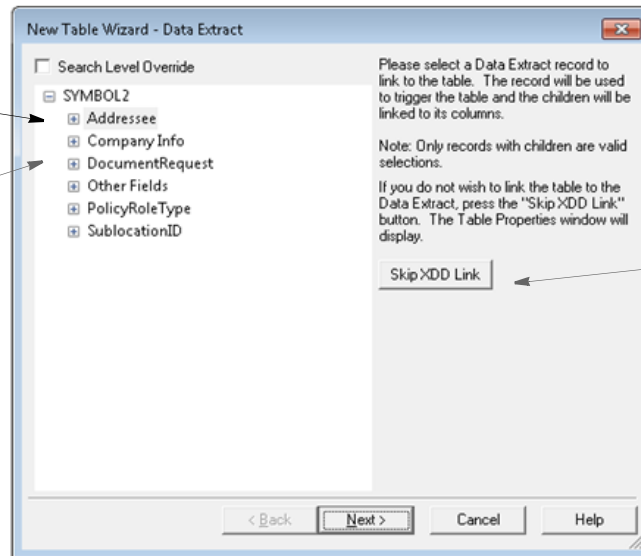 New Table Wizard - Data Extract
Search Level Override
SYMBOL2
Addressee
Company Info
DocumentRequest
Other Fields
PolicyRoleType
SublocationID
Please select a Data Extract record to
link to the table. The record will be used
to trigger the table and the children will be
linked to its columns.
Note: Only records with children are valid
selections.
If you do not wish to link the table to the
Data Extract, press the "Skip XDD Link"
button. The Table Properties window will
display.
Skip XDD Link
< Back
Next >
Cancel
Help